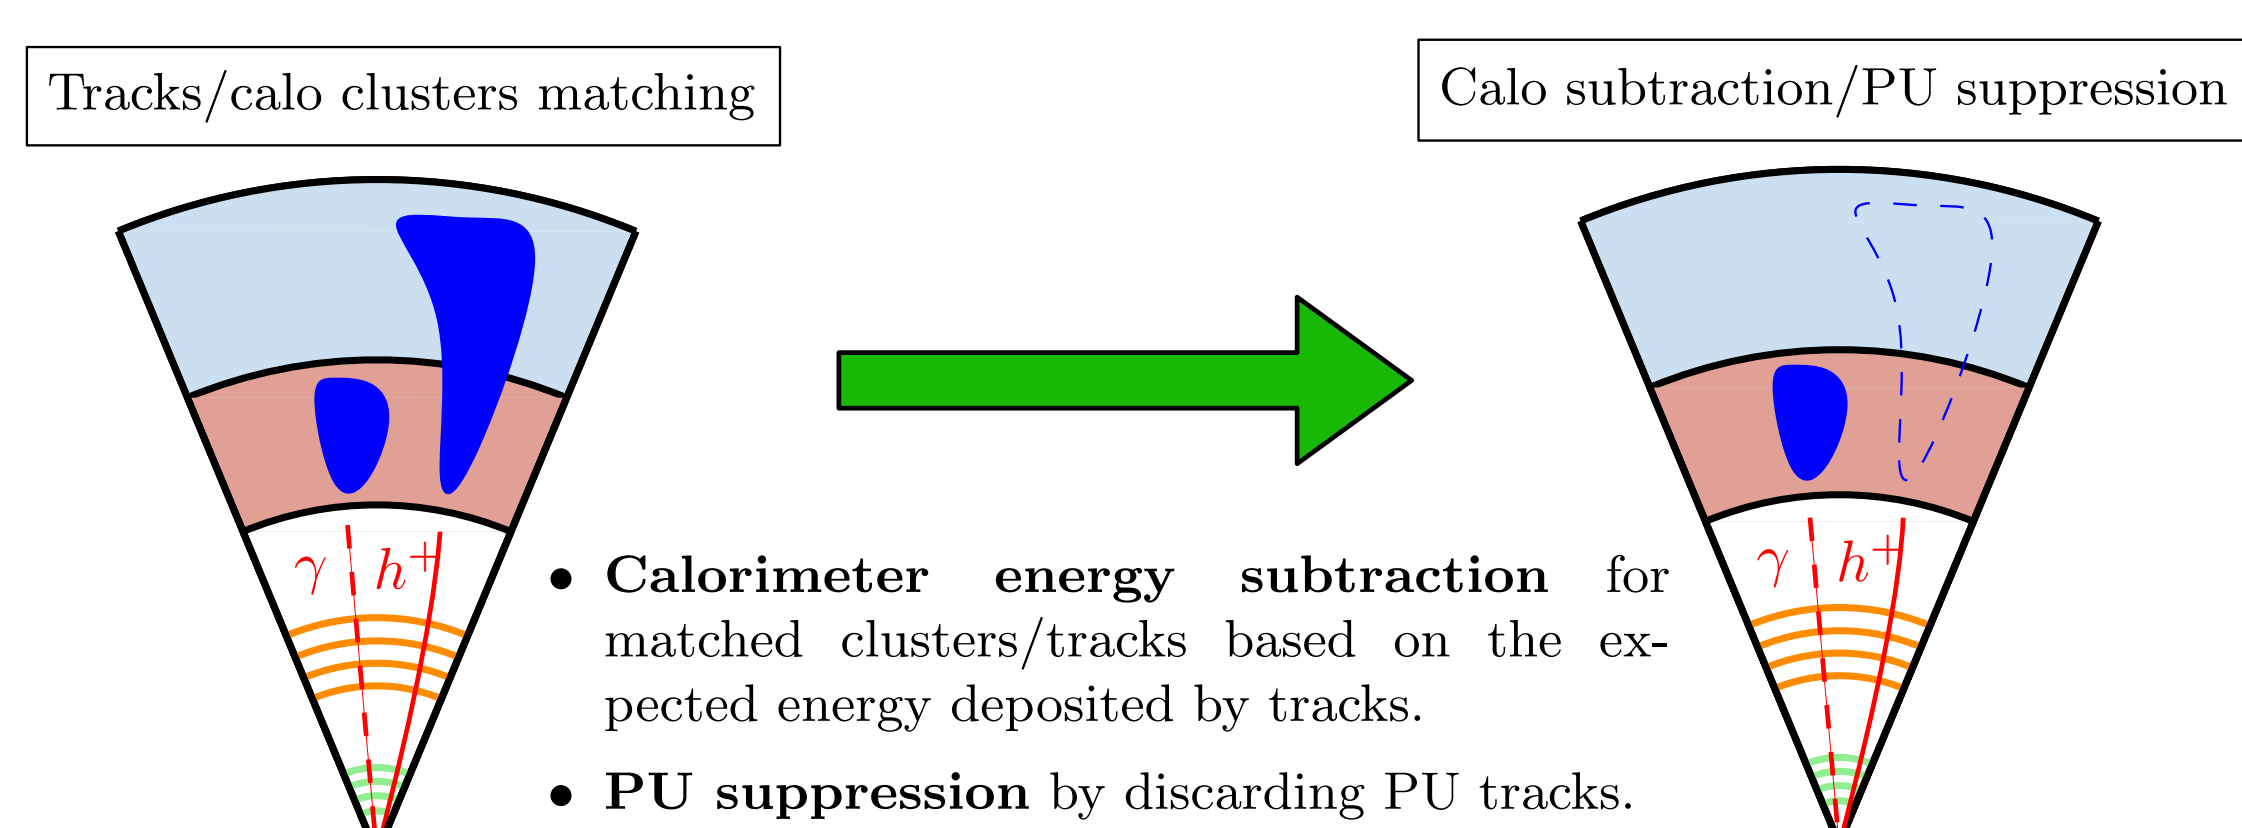 Tracks/calo clusters matching
Calo subtraction/PU suppression
γ h⁺
γ h⁺
• Calorimeter energy subtraction for
matched clusters/tracks based on the ex-
pected energy deposited by tracks.
• PU suppression by discarding PU tracks.